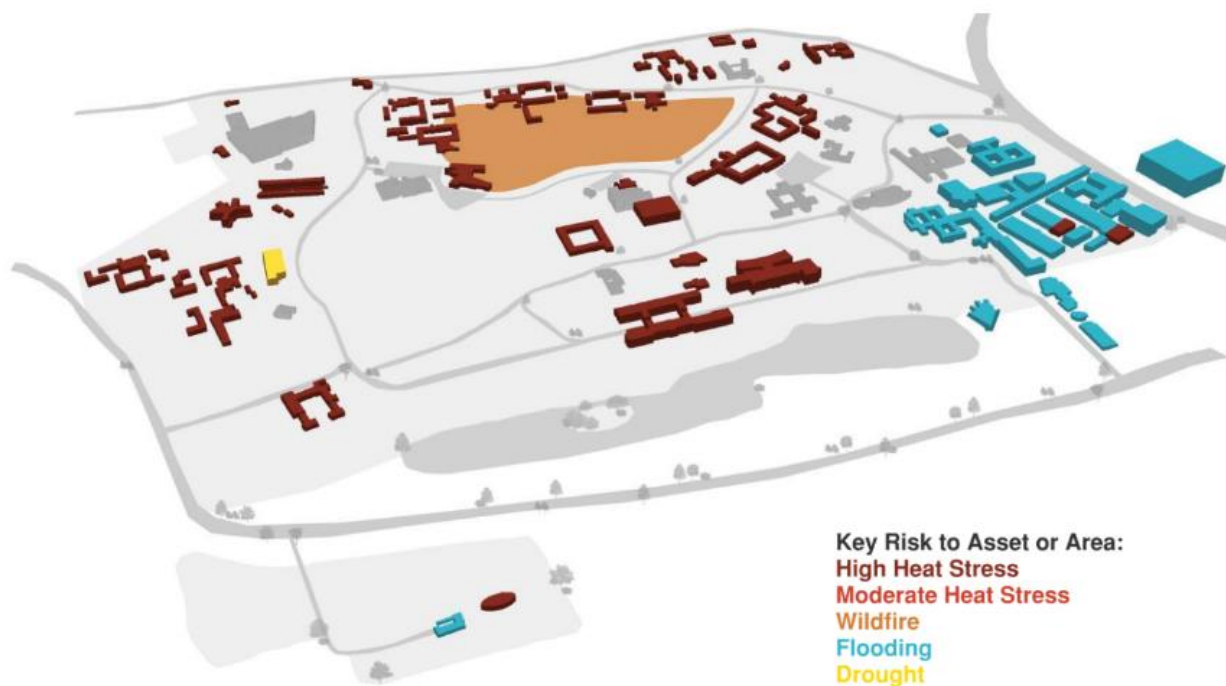 Key Risk to Asset or Area:
High Heat Stress
Moderate Heat Stress
Wildfire
Flooding
Drought